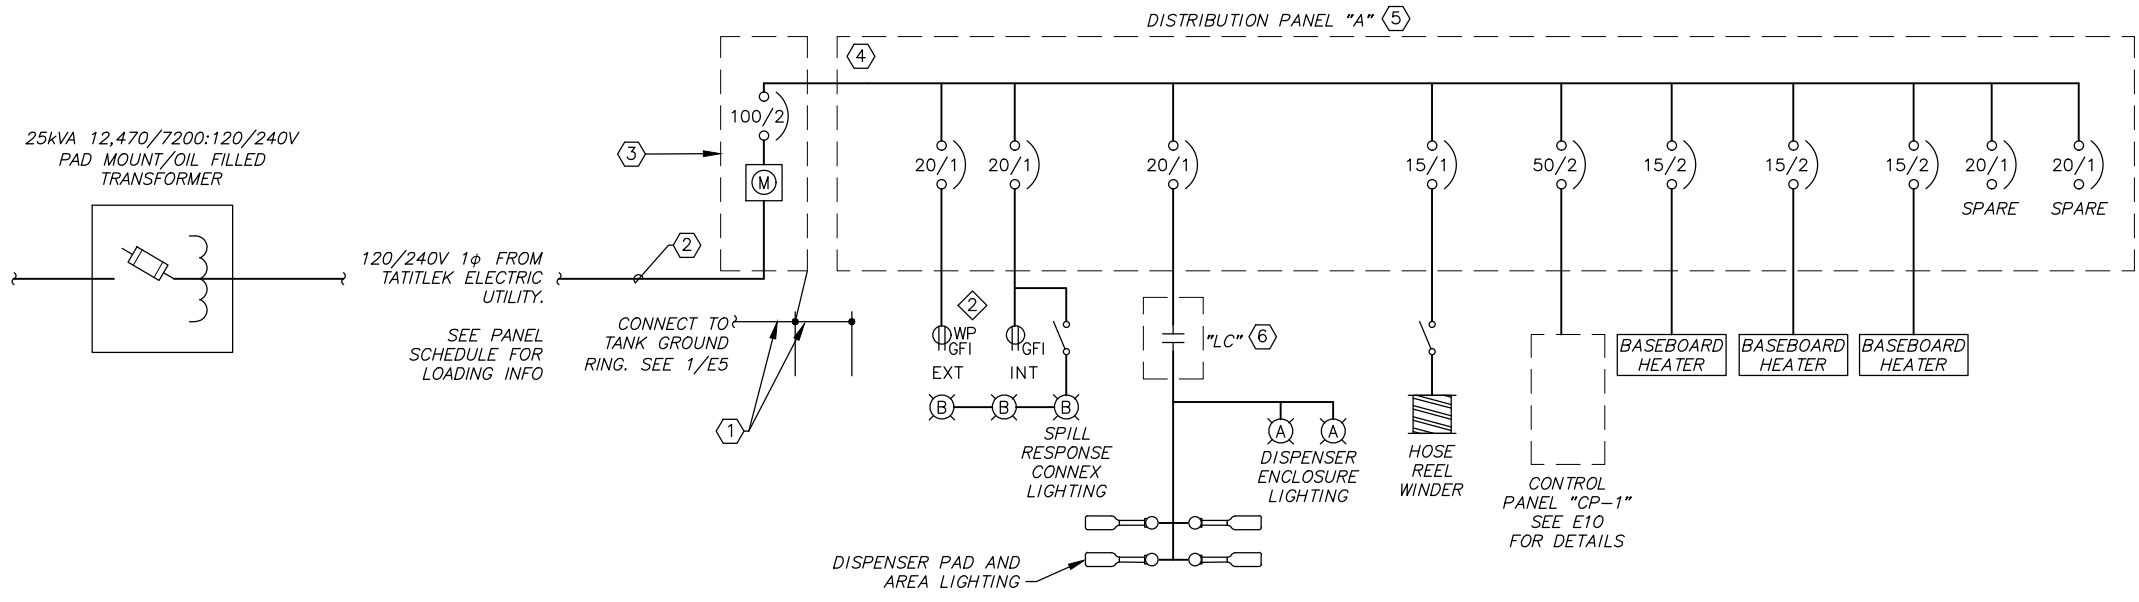 DISTRIBUTION PANEL "A" 5
4
100/2
25kVA 12,470/7200:120/240V
PAD MOUNT/OIL FILLED
TRANSFORMER
3
M
20/1
20/1
20/1
15/1
50/2
15/2
15/2
15/2
20/1
20/1
SPARE
SPARE
2
120/240V 1φ FROM
TATITLEK ELECTRIC
UTILITY.
SEE PANEL
SCHEDULE FOR
LOADING INFO
CONNECT TO
TANK GROUND
RING. SEE 1/E5
1
2
WP
GFI
EXT
GFI
INT
B
B
B
SPILL
RESPONSE
CONNEX
LIGHTING
"LC" 6
A
A
DISPENSER
ENCLOSURE
LIGHTING
DISPENSER PAD AND
AREA LIGHTING
HOSE
REEL
WINDER
CONTROL
PANEL "CP-1"
SEE E10
FOR DETAILS
BASEBOARD
HEATER
BASEBOARD
HEATER
BASEBOARD
HEATER